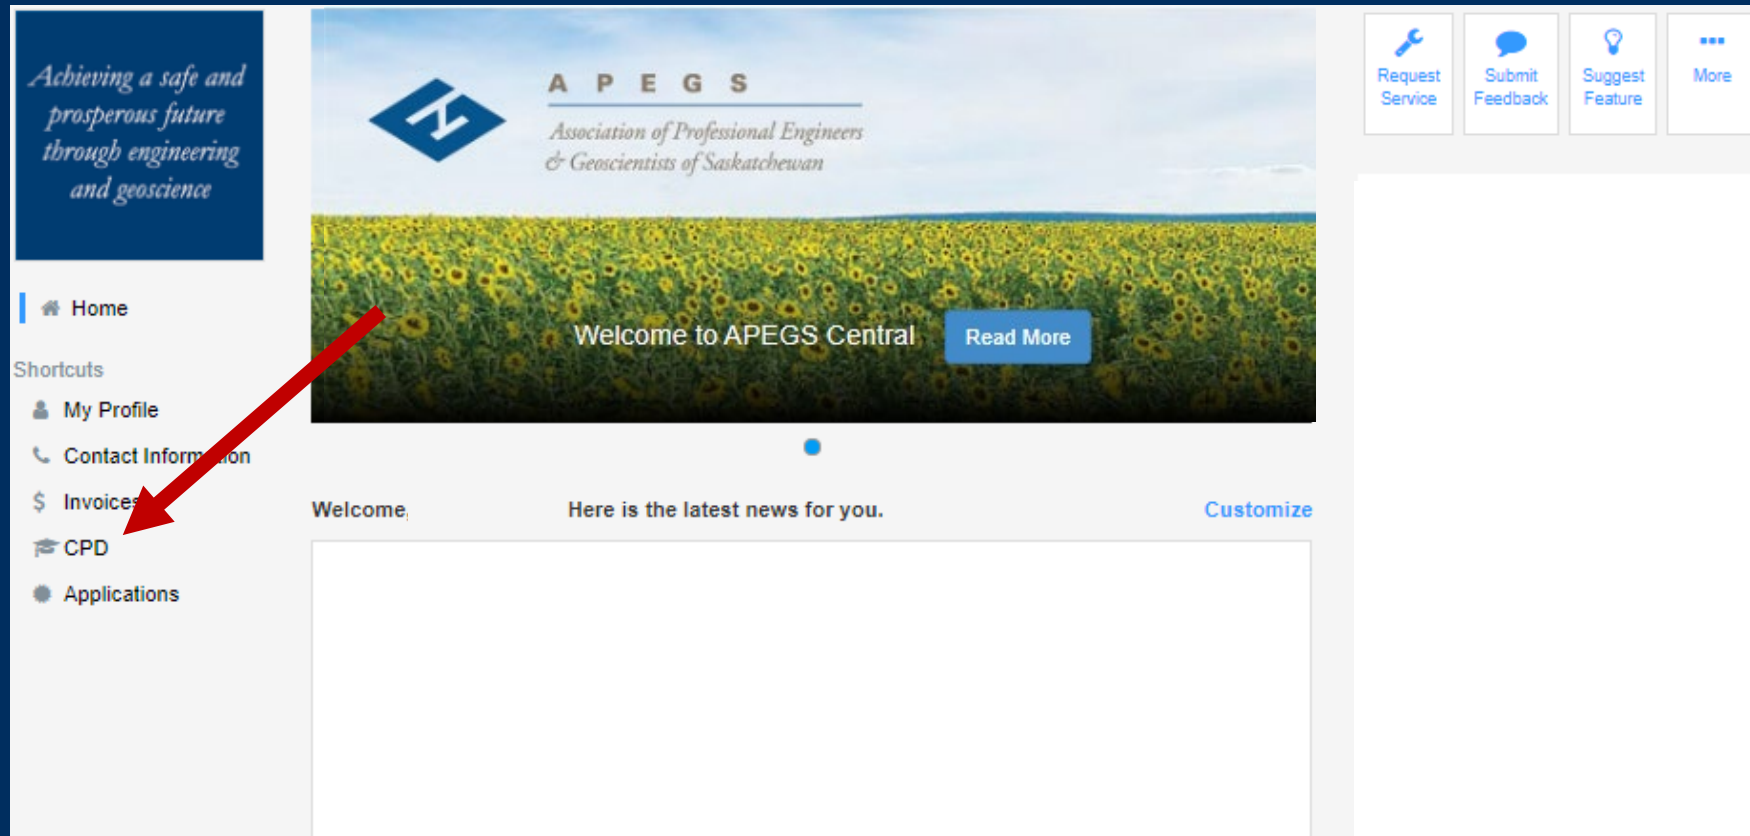 Achieving a safe and
prosperous future
through engineering
and geoscience
Home
Shortcuts
My Profile
Contact Information
Invoices
CPD
Applications
APEGS
Association of Professional Engineers
& Geoscientists of Saskatchewan
Welcome to APEGS Central
Read More
Welcome,
Here is the latest news for you.
Customize
Request
Service
Submit
Feedback
Suggest
Feature
More